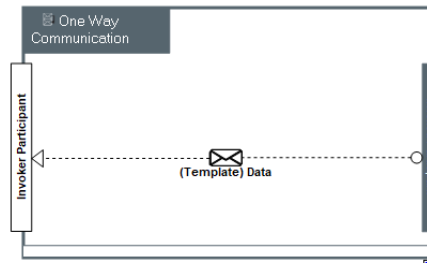 One Way
Communication
Invoker Participant
(Template) Data